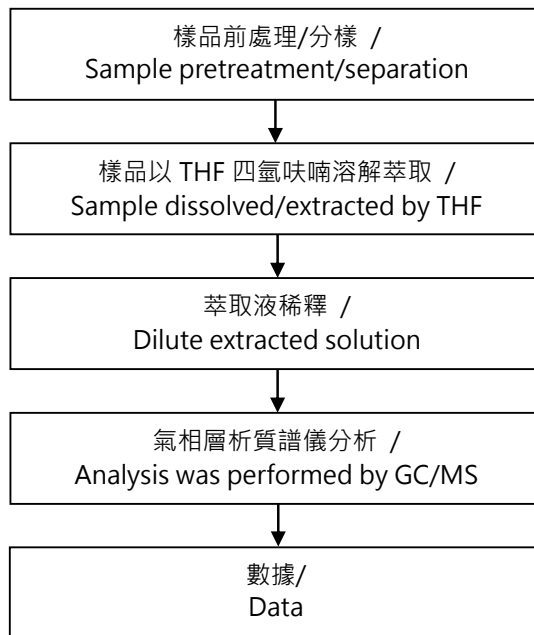 樣品前處理/分樣 /
Sample pretreatment/separation
樣品以 THF 四氫呋喃溶解萃取 /
Sample dissolved/extracted by THF
萃取液稀釋 /
Dilute extracted solution
氣相層析質譜儀分析 /
Analysis was performed by GC/MS
數據/
Data